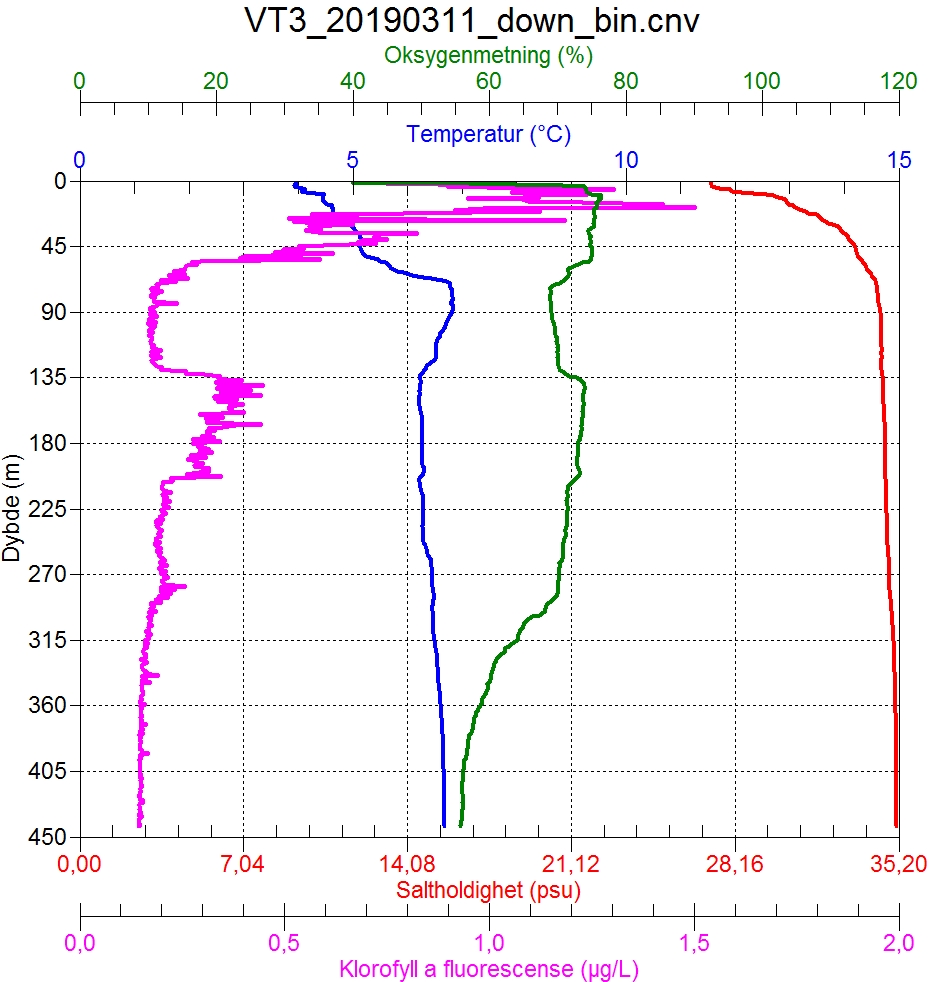 VT3_20190311_down_bin.cnv
Oksygenmetning (%)
0 20 40 60 80 100 120
Temperatur (°C)
0 5 10 15
0
45
90
135
180
225
270
315
360
405
450
Dybde (m)
0,00 7,04 14,08 21,12 28,16 35,20
Saltholdighet (psu)
0,0 0,5 1,0 1,5 2,0
Klorofyll a fluorescense (µg/L)